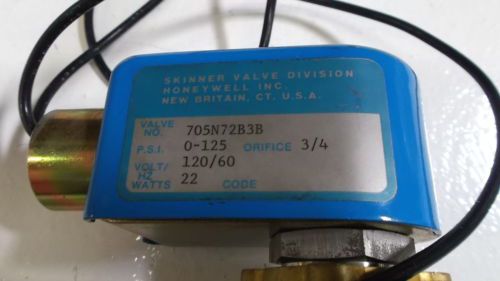 SKINNER VALVE DIVISION
HONEYWELL INC.
NEW BRITAIN, CT. U.S.A.
VALVE NO. 705N72B3B
P.S.I. 0-125 ORIFICE 3/4
VOLT/HZ 120/60
WATTS 22 CODE